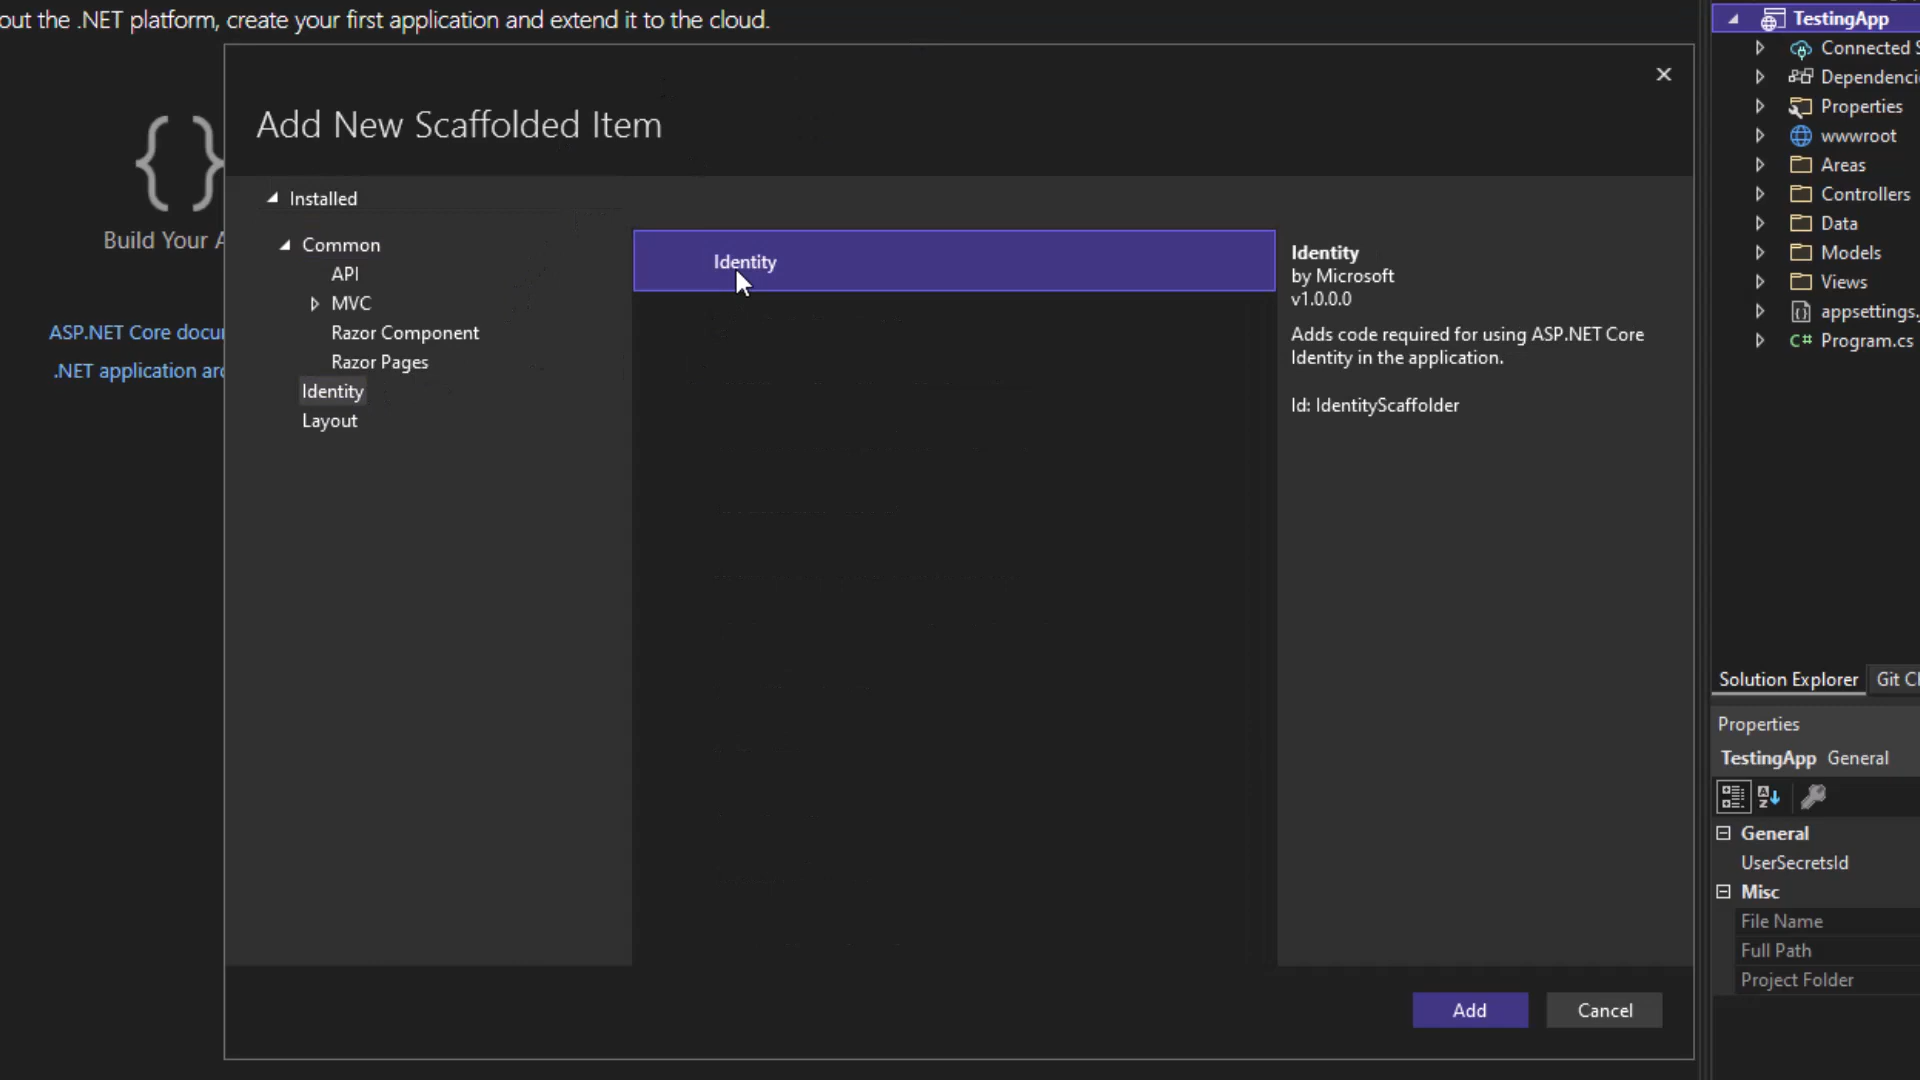 out the .NET platform, create your first application and extend it to the cloud.
Build Your A
ASP.NET Core docu
.NET application arc
Add New Scaffolded Item
Installed
Common
API
MVC
Razor Component
Razor Pages
Identity
Layout
Identity
Identity
by Microsoft
v1.0.0.0
Adds code required for using ASP.NET Core
Identity in the application.
Id: IdentityScaffolder
Add
Cancel
TestingApp
Connected S
Dependenci
Properties
wwwroot
Areas
Controllers
Data
Models
Views
appsettings.
C# Program.cs
Solution Explorer
Git Cl
Properties
TestingApp General
General
UserSecretsId
Misc
File Name
Full Path
Project Folder